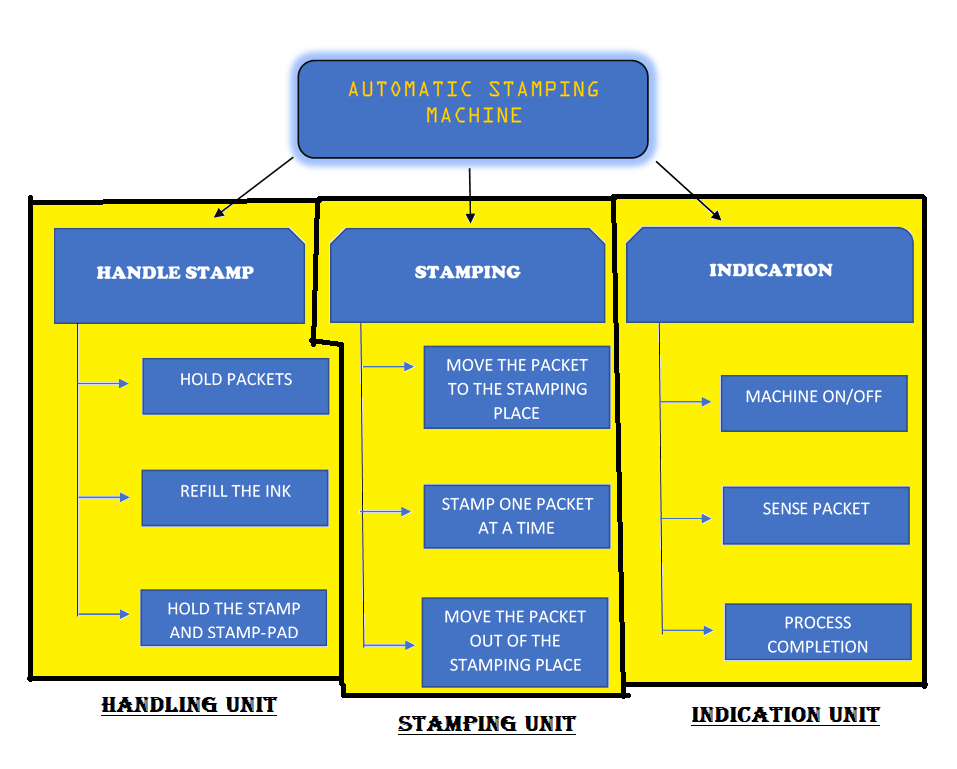 AUTOMATIC STAMPING
MACHINE
HANDLE STAMP
HOLD PACKETS
REFILL THE INK
HOLD THE STAMP
AND STAMP-PAD
HANDLING UNIT
STAMPING
MOVE THE PACKET
TO THE STAMPING
PLACE
STAMP ONE PACKET
AT A TIME
MOVE THE PACKET
OUT OF THE
STAMPING PLACE
STAMPING UNIT
INDICATION
MACHINE ON/OFF
SENSE PACKET
PROCESS
COMPLETION
INDICATION UNIT